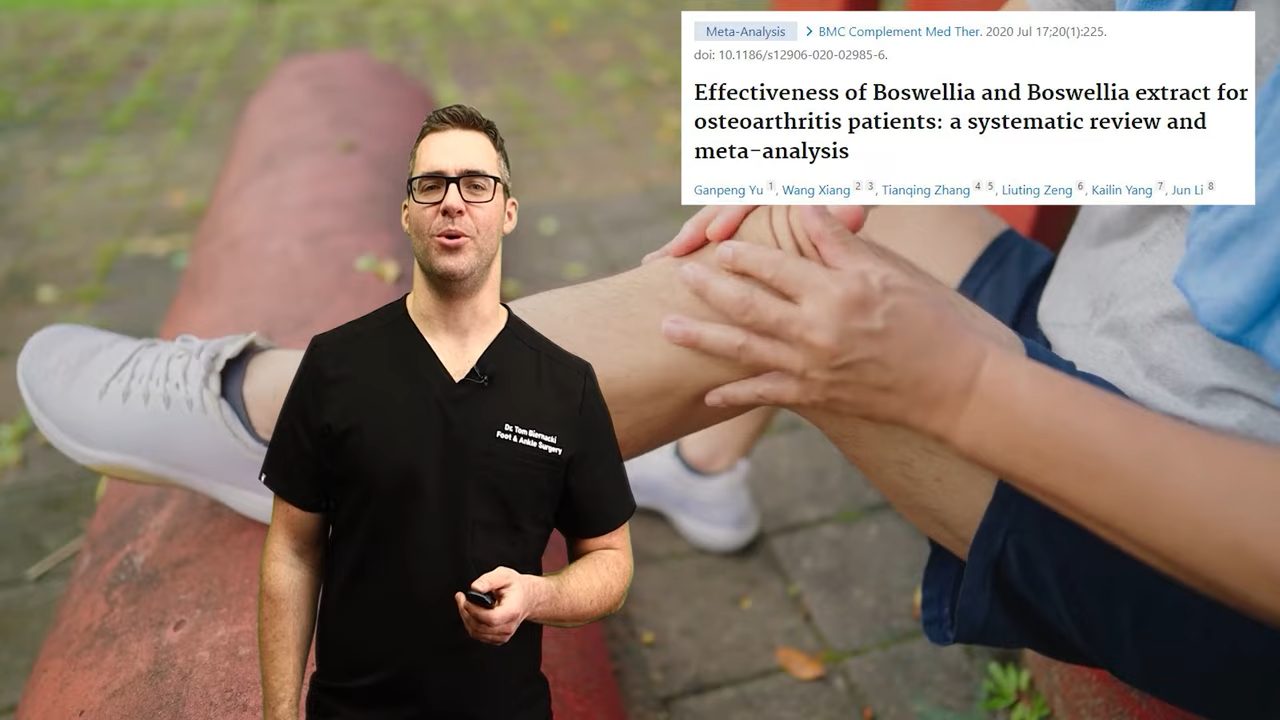 Meta-Analysis > BMC Complement Med Ther. 2020 Jul 17;20(1):225.
doi: 10.1186/s12906-020-02985-6.
Effectiveness of Boswellia and Boswellia extract for
osteoarthritis patients: a systematic review and
meta-analysis
Ganpeng Yu 1, Wang Xiang 2 3, Tianqing Zhang 4 5, Liuting Zeng 6, Kailin Yang 7, Jun Li 8
Dr. Tom Biernacki
Foot & Ankle Surgery